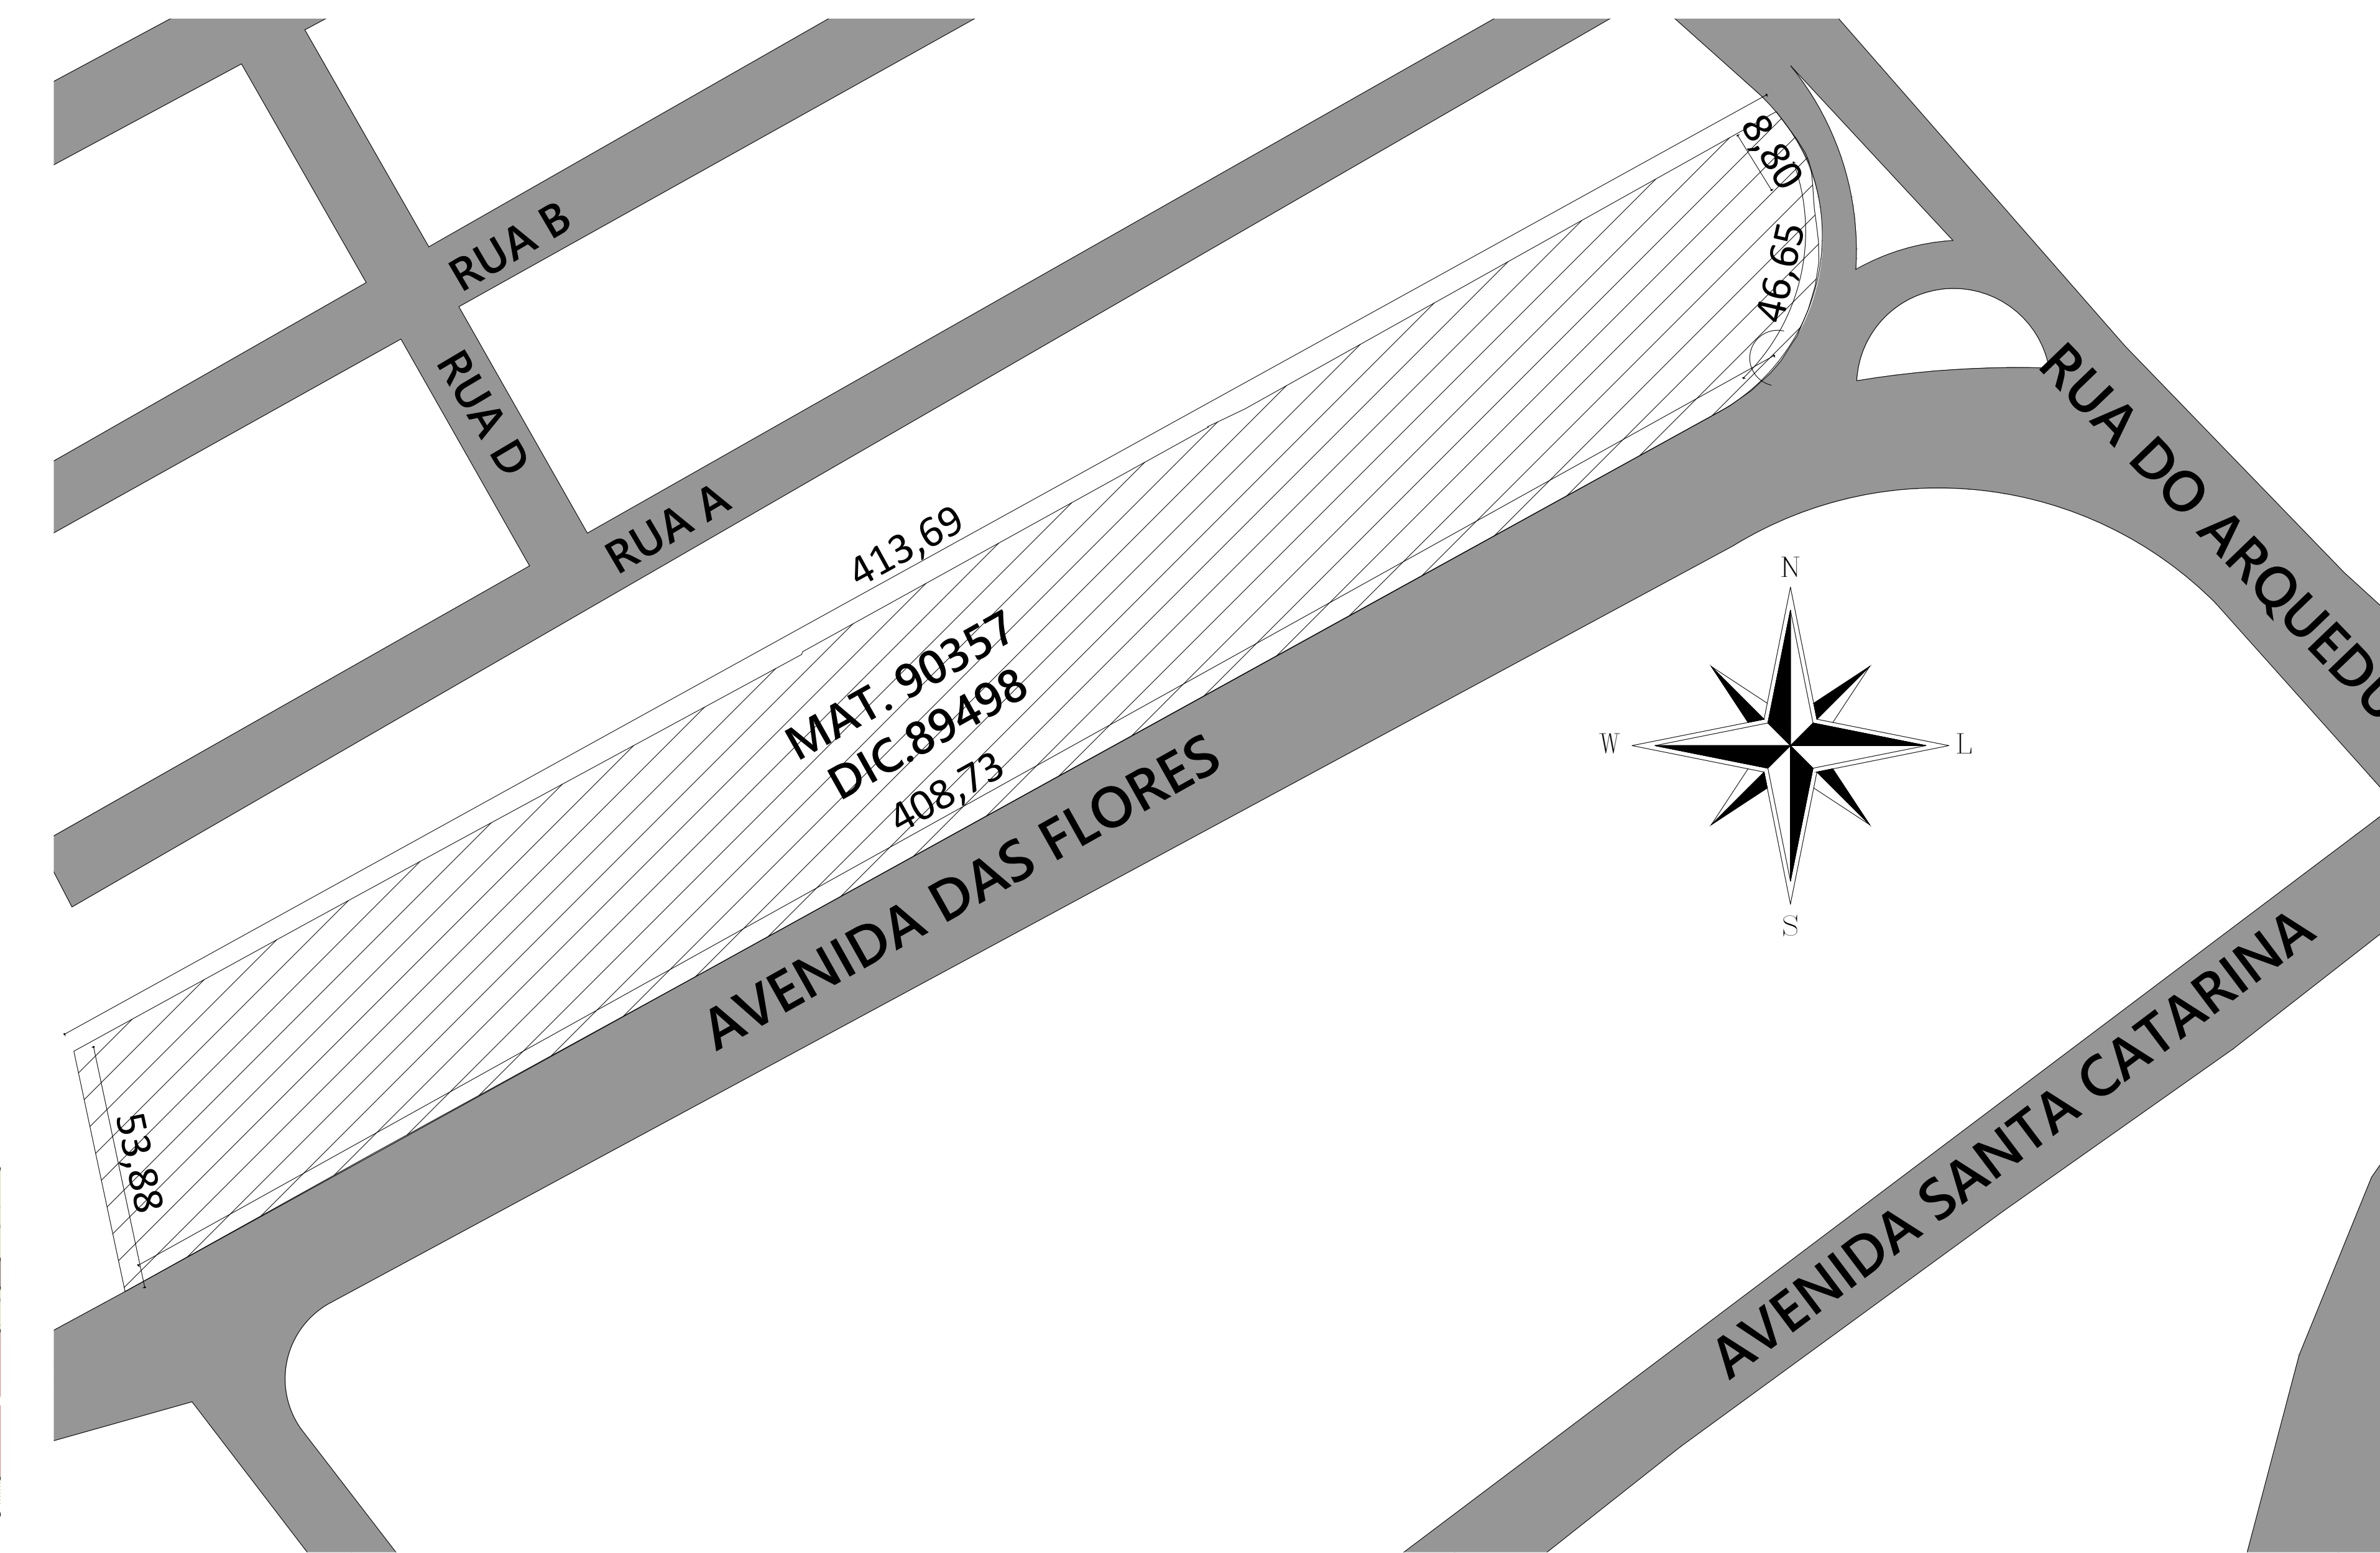 RUA B
RUA D
RUA A
8,80
46,65
413,69
MAT. 90357
DIC.89498
408,73
AVENIDA DAS FLORES
53,88
N
W
L
S
RUA DO ARQUEDU
AVENIDA SANTA CATARINA